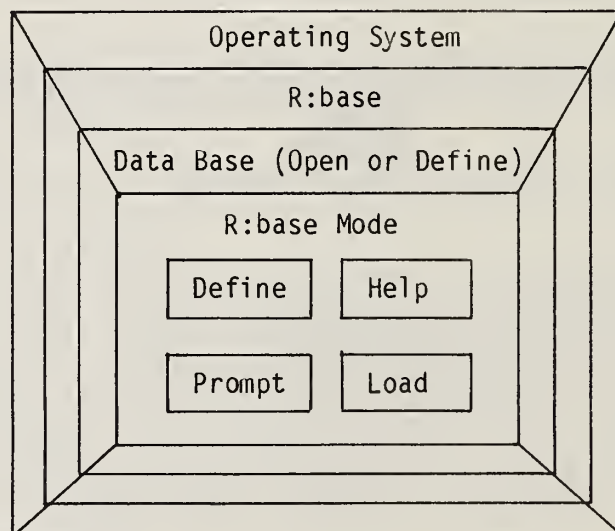 Operating System
R:base
Data Base (Open or Define)
R:base Mode
Define Help
Prompt Load